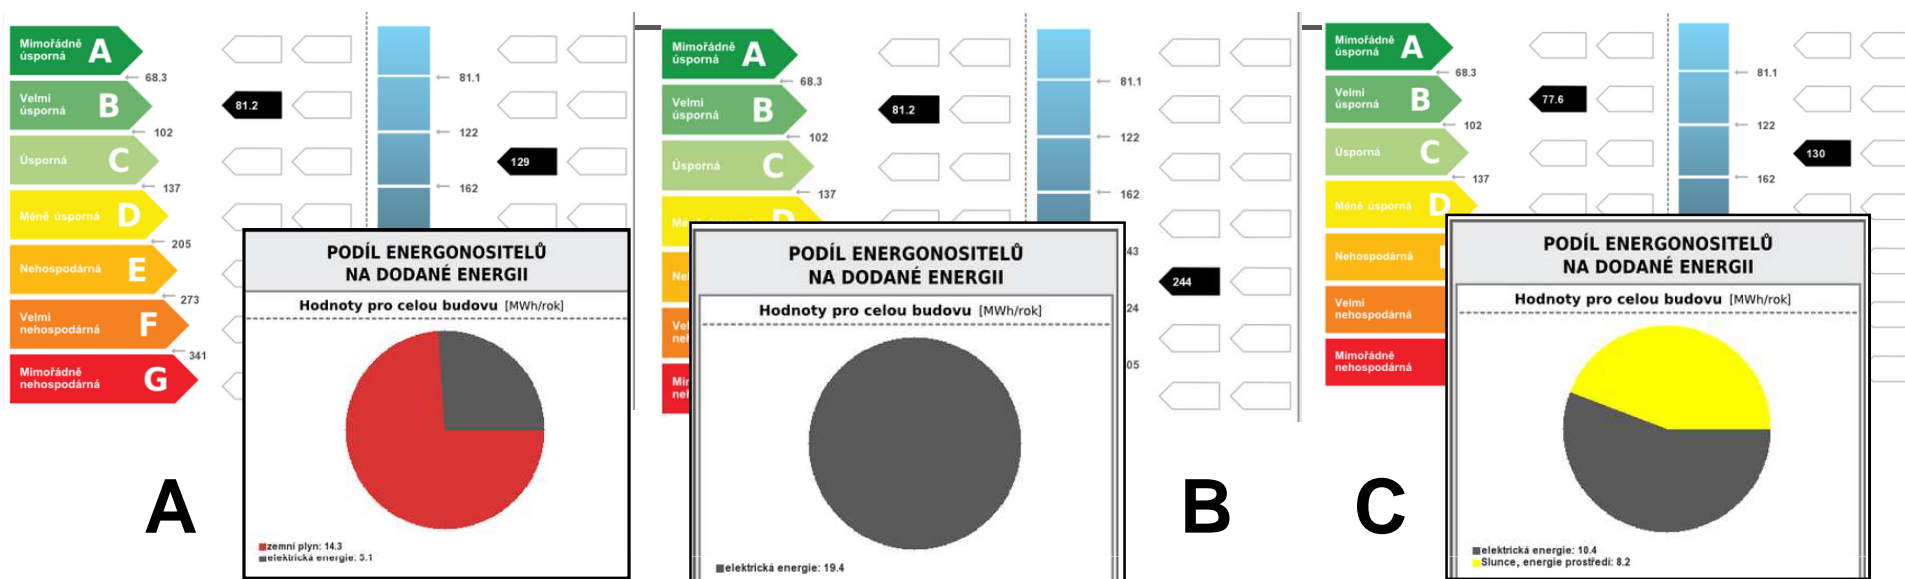 Mimořádně
úsporná A
68.3
Velmi
úsporná B
102
Úsporná C
137
Méně úsporná D
205
Nehospodárná E
273
Velmi
nehospodárná F
341
Mimořádně
nehospodárná G
81.2
81.1
122
162
129
PODÍL ENERGONOSITELŮ
NA DODANÉ ENERGII
Hodnoty pro celou budovu [MWh/rok]
zemní plyn: 14.3
elektrická energie: 5.1
A
Mimořádně
úsporná A
68.3
Velmi
úsporná B
102
Úsporná C
137
81.2
81.1
122
162
43
24
05
244
PODÍL ENERGONOSITELŮ
NA DODANÉ ENERGII
Hodnoty pro celou budovu [MWh/rok]
elektrická energie: 19.4
B
Mimořádně
úsporná A
68.3
Velmi
úsporná B
102
Úsporná C
137
Méně úsporná D
Nehospodárná
Velmi
nehospodárná
Mimořádně
nehospodárná
77.6
81.1
122
162
130
PODÍL ENERGONOSITELŮ
NA DODANÉ ENERGII
Hodnoty pro celou budovu [MWh/rok]
elektrická energie: 10.4
Slunce, energie prostředí: 8.2
C